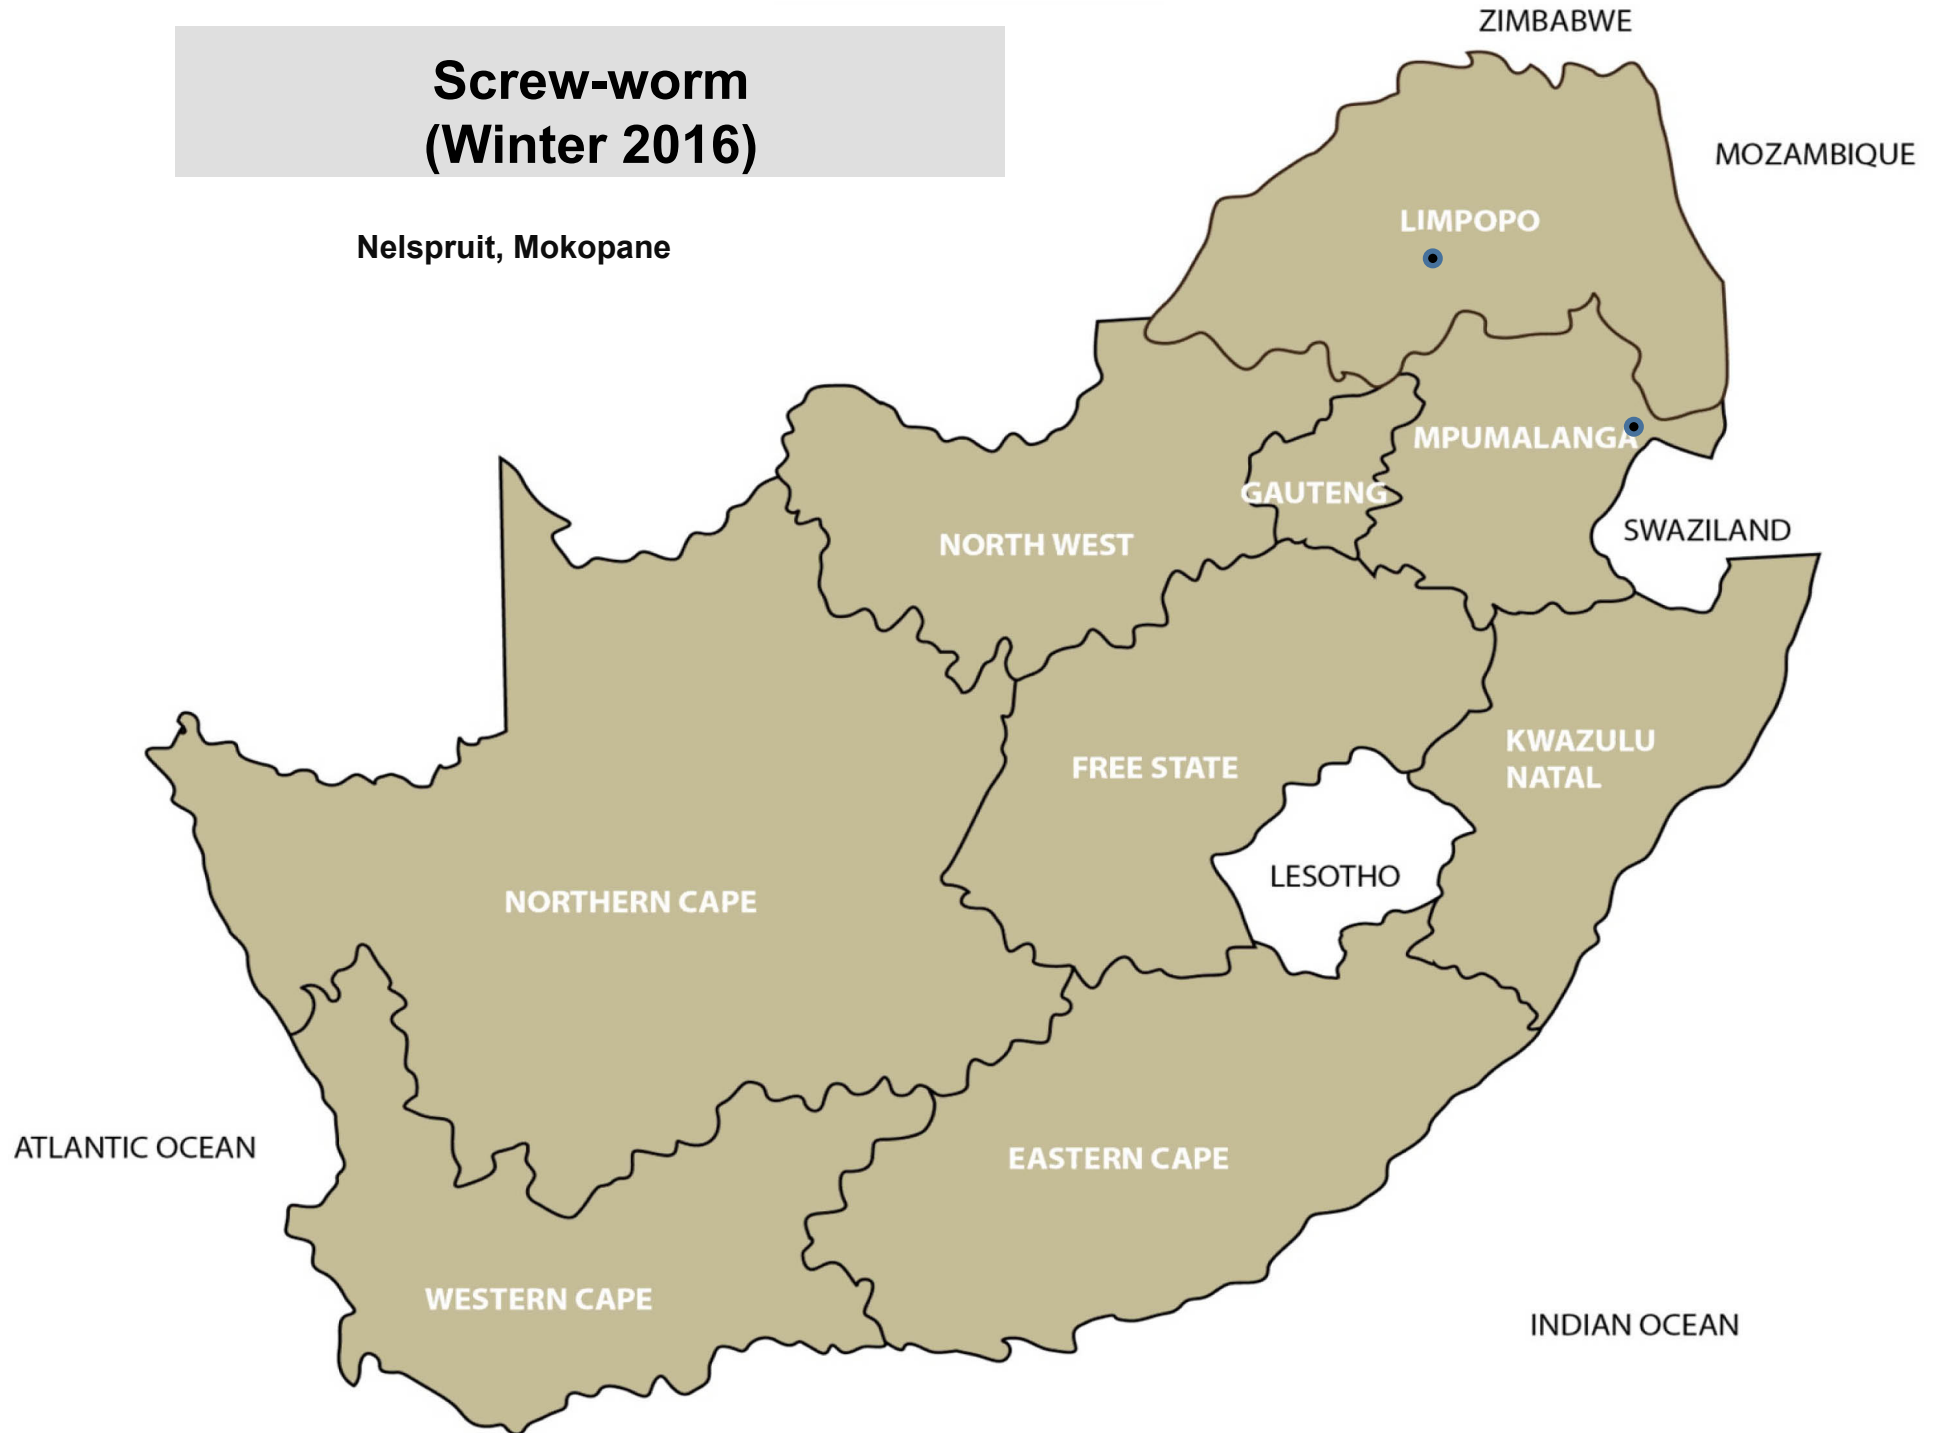 ZIMBABWE
Screw-worm
(Winter 2016)
MOZAMBIQUE
LIMPOPO
Nelspruit, Mokopane
MPUMALANGA
GAUTENG
SWAZILAND
NORTH WEST
KWAZULU
NATAL
FREE STATE
LESOTHO
NORTHERN CAPE
ATLANTIC OCEAN
EASTERN CAPE
WESTERN CAPE
INDIAN OCEAN